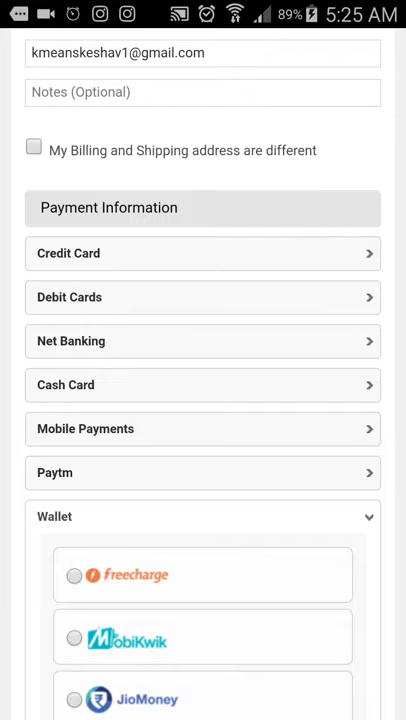 89% 5:25 AM
kmeanskeshav1@gmail.com
Notes (Optional)
My Billing and Shipping address are different
Payment Information
Credit Card
Debit Cards
Net Banking
Cash Card
Mobile Payments
Paytm
Wallet
freecharge
MobiKwik
JioMoney